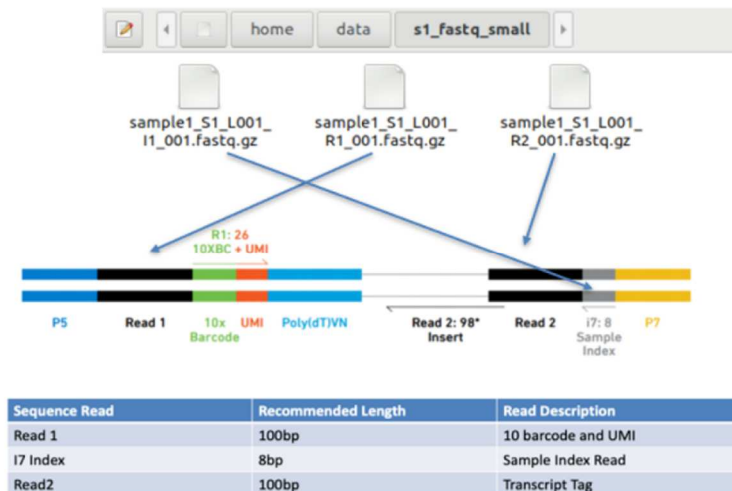 home data s1_fastq_small
sample1_S1_L001_
I1_001.fastq.gz
sample1_S1_L001_
R1_001.fastq.gz
sample1_S1_L001_
R2_001.fastq.gz
R1: 26
10XBC + UMI
P5 Read 1 10x
Barcode UMI Poly(dT)VN Read 2: 98*
Insert Read 2 i7: 8
Sample
Index P7
Sequence Read Recommended Length Read Description
Read 1 100bp 10 barcode and UMI
I7 Index 8bp Sample Index Read
Read2 100bp Transcript Tag